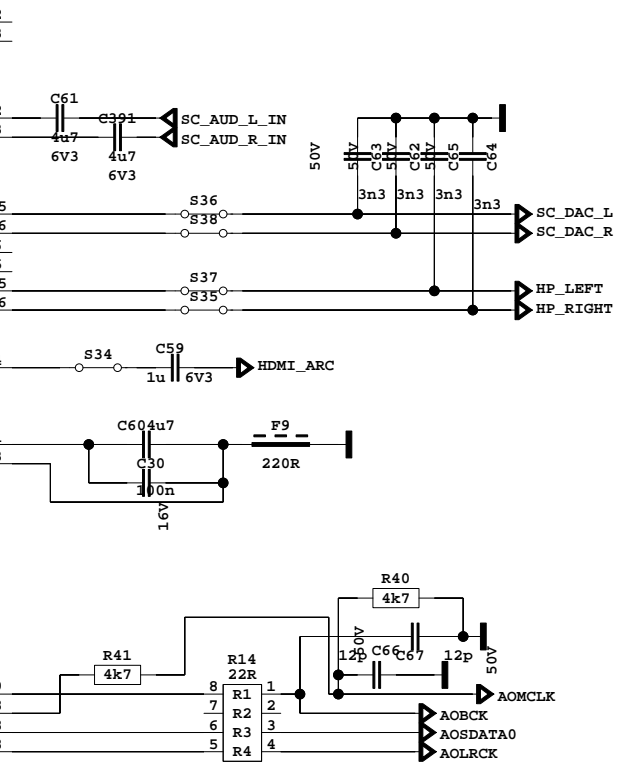 C61
C391
SC_AUD_L_IN
4u7
SC_AUD_R_IN
6V3
4u7
6V3
50V
50V
C63
50V
C62
50V
C65
C64
3n3
3n3
3n3
3n3
S36
SC_DAC_L
S38
SC_DAC_R
S37
HP_LEFT
S35
HP_RIGHT
S34
C59
HDMI_ARC
1u
6V3
C60
4u7
F9
C30
220R
100n
16V
R40
4k7
50V
12p
C66
C67
12p
50V
R41
R14
4k7
22R
8 R1 1
AOMCLK
7 R2 2
AOBCK
6 R3 3
AOSDATA0
5 R4 4
AOLRCK